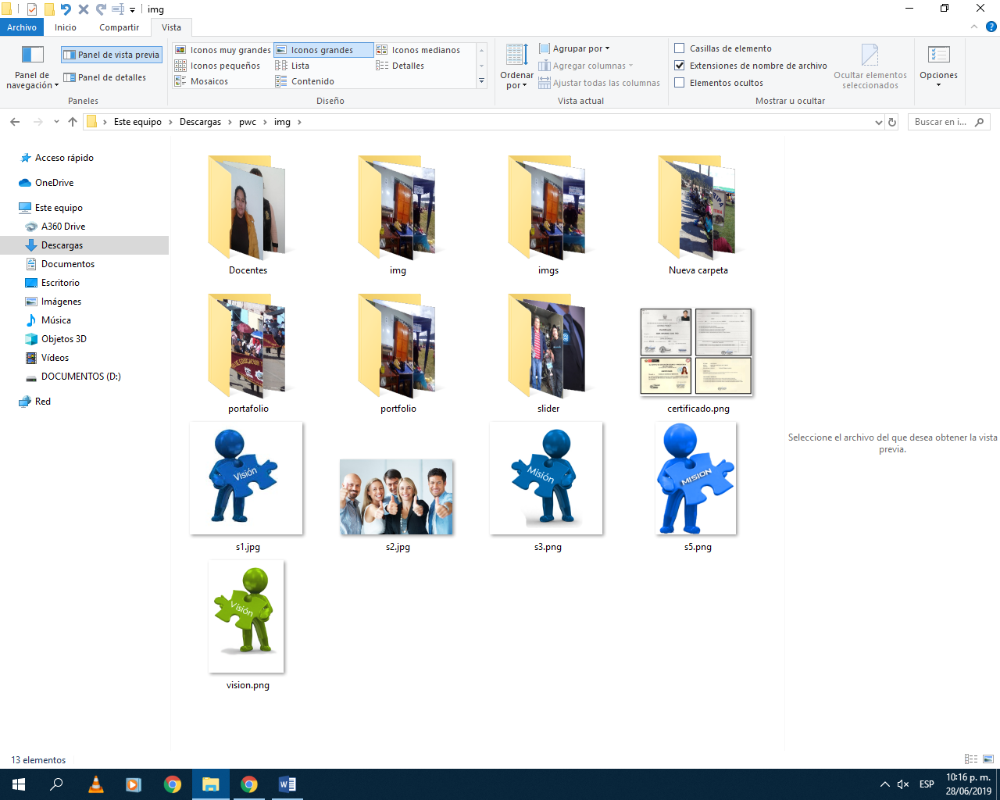 img
Archivo
Inicio
Compartir
Vista
Panel de navegación
Panel de vista previa
Panel de detalles
Paneles
Iconos muy grandes
Iconos grandes
Iconos medianos
Iconos pequeños
Lista
Detalles
Mosaicos
Contenido
Diseño
Ordenar por
Agrupar por
Agregar columnas
Ajustar todas las columnas
Vista actual
Casillas de elemento
Extensiones de nombre de archivo
Elementos ocultos
Ocultar elementos seleccionados
Mostrar u ocultar
Opciones
Este equipo > Descargas > pwc > img >
Buscar en i...
Acceso rápido
OneDrive
Este equipo
A360 Drive
Descargas
Documentos
Escritorio
Imágenes
Música
Objetos 3D
Vídeos
DOCUMENTOS (D:)
Red
Docentes
img
imgs
Nueva carpeta
portafolio
portfolio
slider
certificado.png
Visión
Misión
MISION
s1.jpg
s2.jpg
s3.png
s5.png
Visión
vision.png
Seleccione el archivo del que desea obtener la vista
previa.
13 elementos
ESP
10:16 p. m.
28/06/2019